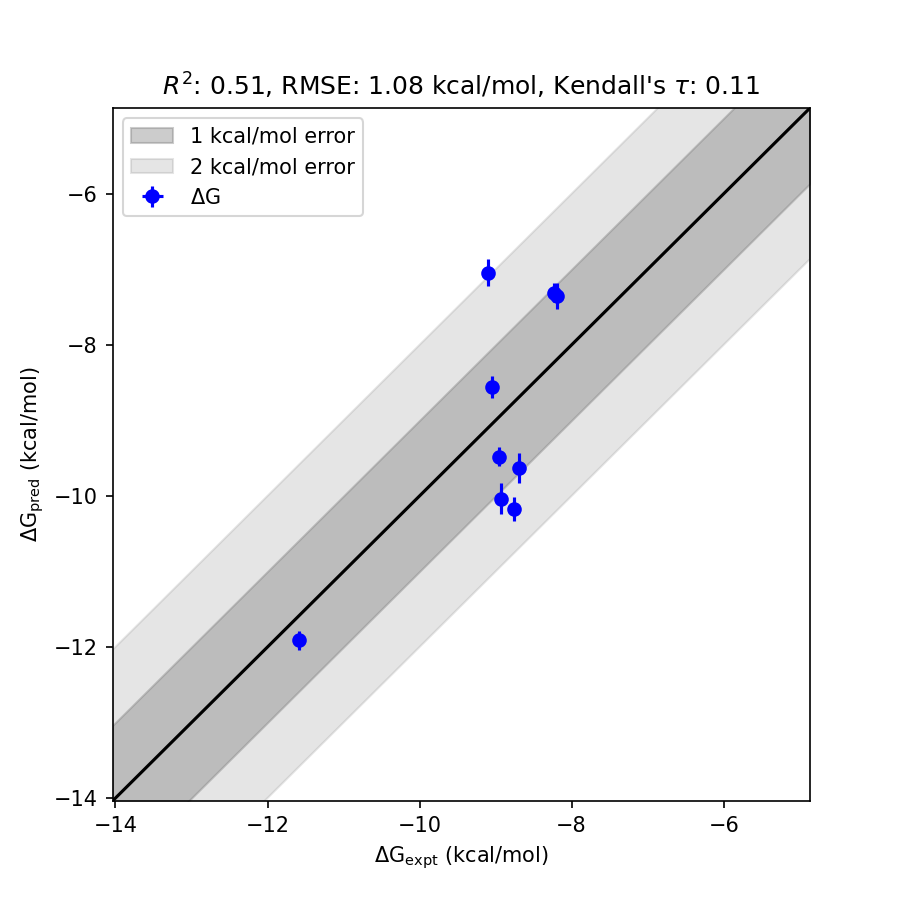 R²: 0.51, RMSE: 1.08 kcal/mol, Kendall's τ: 0.11
1 kcal/mol error
2 kcal/mol error
ΔG
−6
−8
−10
−12
−14
ΔGpred (kcal/mol)
−14 −12 −10 −8 −6
ΔGexpt (kcal/mol)